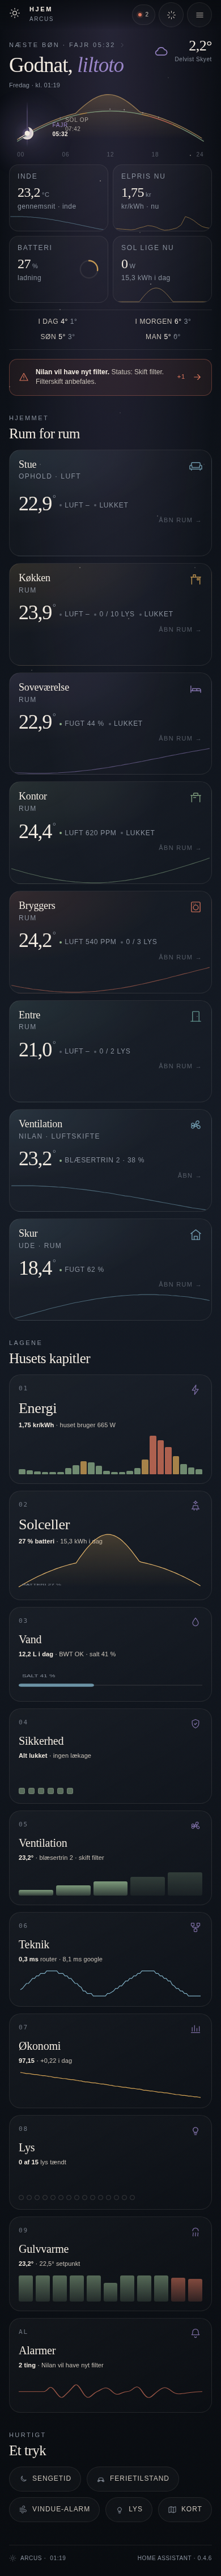 HJEM
ARCUS
2
NÆSTE BØN · FAJR 05:32
Godnat, liltoto
Fredag · kl. 01:19
2,2°
Delvist Skyet
SOL OP
07:42
FAJR
05:32
00 06 12 18 24
INDE
23,2 °C
gennemsnit · inde
ELPRIS NU
1,75 kr
kr/kWh · nu
BATTERI
27 %
ladning
SOL LIGE NU
0 W
15,3 kWh i dag
I DAG 4° 1°
I MORGEN 6° 3°
SØN 5° 3°
MAN 5° 0°
Nilan vil have nyt filter. Status: Skift filter. Filterskift anbefales.
+1 →
HJEMMET
Rum for rum
Stue
OPHOLD · LUFT
22,9°
LUFT – LUKKET
ÅBN RUM →
Køkken
RUM
23,9°
LUFT – 0 / 10 LYS LUKKET
ÅBN RUM →
Soveværelse
RUM
22,9°
FUGT 44 % LUKKET
ÅBN RUM →
Kontor
RUM
24,4°
LUFT 620 PPM LUKKET
ÅBN RUM →
Bryggers
RUM
24,2°
LUFT 540 PPM 0 / 3 LYS
ÅBN RUM →
Entre
RUM
21,0°
LUFT – 0 / 2 LYS
ÅBN RUM →
Ventilation
NILAN · LUFTSKIFTE
23,2°
BLÆSERTRIN 2 · 38 %
ÅBN →
Skur
UDE · RUM
18,4°
FUGT 62 %
ÅBN RUM →
LAGENE
Husets kapitler
01
Energi
1,75 kr/kWh · huset bruger 665 W
02
Solceller
27 % batteri · 15,3 kWh i dag
03
Vand
12,2 L i dag · BWT OK · salt 41 %
SALT 41 %
04
Sikkerhed
Alt lukket · ingen lækage
05
Ventilation
23,2° · blæsertrin 2 · skift filter
06
Teknik
0,3 ms router · 8,1 ms google
07
Økonomi
97,15 · +0,22 i dag
08
Lys
0 af 15 lys tændt
09
Gulvvarme
23,2° · 22,5° setpunkt
AL
Alarmer
2 ting · Nilan vil have nyt filter
HURTIGT
Et tryk
SENGETID
FERIETILSTAND
VINDUE-ALARM
LYS
KORT
ARCUS · 01:19
HOME ASSISTANT · 0.4.6